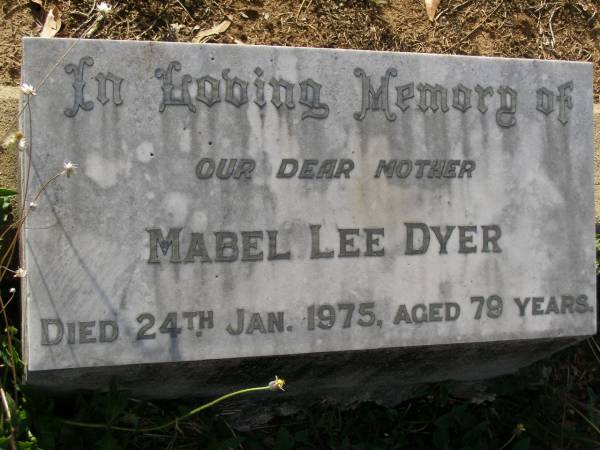 In Loving Memory of
OUR DEAR MOTHER
MABEL LEE DYER
DIED 24TH JAN. 1975, AGED 79 YEARS.